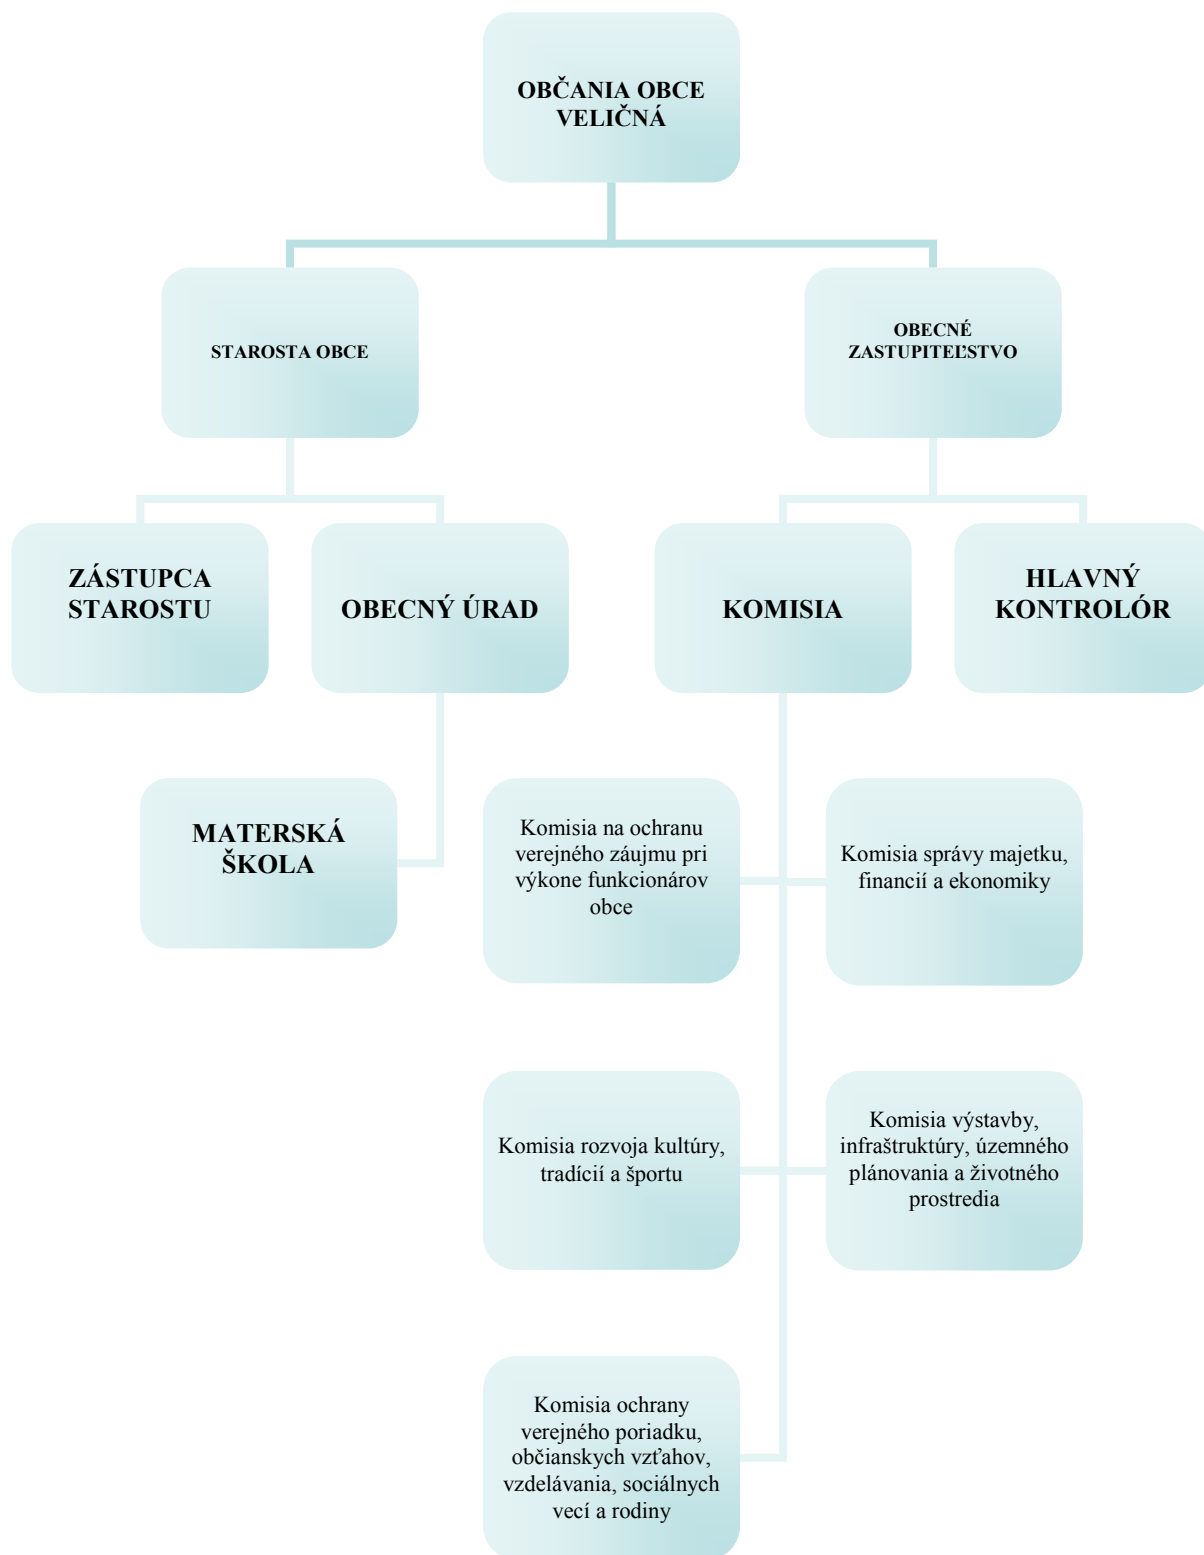 OBČANIA OBCE
VELIČNÁ
STAROSTA OBCE
OBECNÉ
ZASTUPITEĽSTVO
ZÁSTUPCA
STAROSTU
OBECNÝ ÚRAD
KOMISIA
HLAVNÝ
KONTROLÓR
MATERSKÁ
ŠKOLA
Komisia na ochranu
verejného záujmu pri
výkone funkcionárov
obce
Komisia správy majetku,
financií a ekonomiky
Komisia rozvoja kultúry,
tradícií a športu
Komisia výstavby,
infraštruktúry, územného
plánovania a životného
prostredia
Komisia ochrany
verejného poriadku,
občianskych vzťahov,
vzdelávania, sociálnych
vecí a rodiny